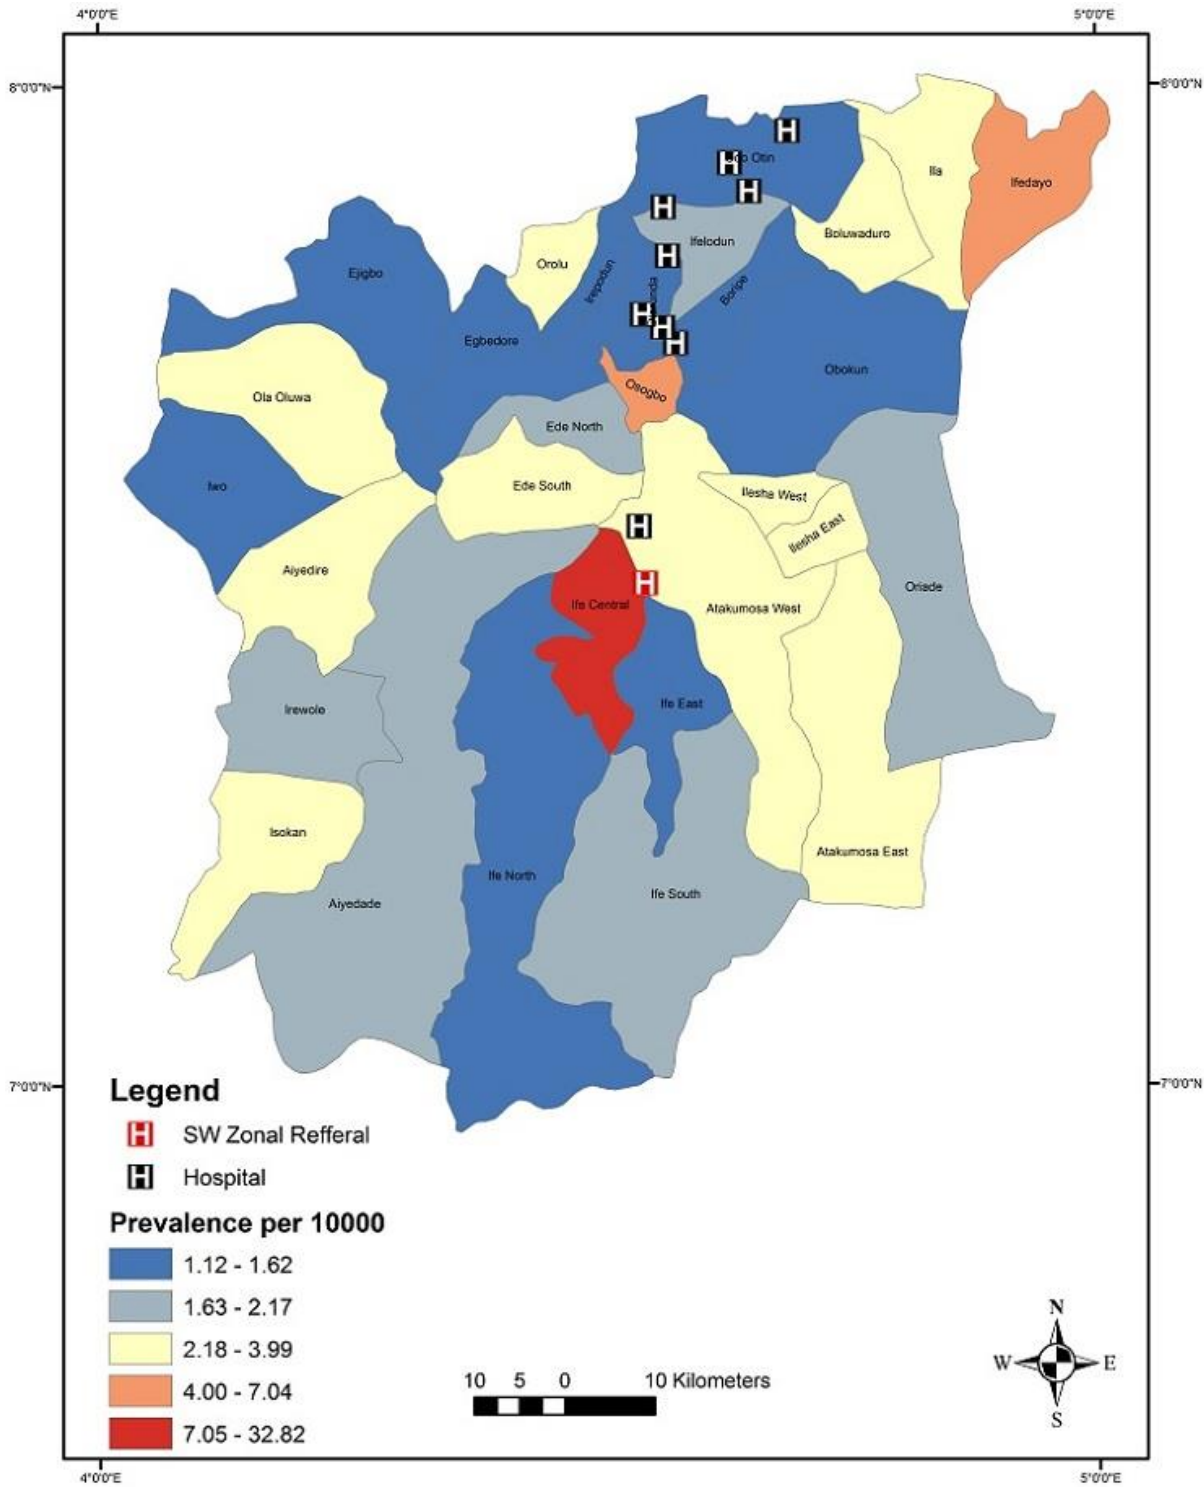 4°0'0"E
5°0'0"E
8°0'0"N
8°0'0"N
Otin
Ila
Ifedayo
Boluwaduro
Ifelodun
Orolu
Ejigbo
Irepodun
Boripe
Egbedore
Obokun
Osogbo
Ola Oluwa
Ede North
Iwo
Ede South
Ilesha West
Ilesha East
Aiyedire
Oriade
Ife Central
Atakumosa West
Irewole
Ife East
Isokan
Atakumosa East
Ife North
Ife South
Aiyedade
7°0'0"N
7°0'0"N
Legend
H SW Zonal Refferal
H Hospital
Prevalence per 10000
1.12 - 1.62
1.63 - 2.17
2.18 - 3.99
4.00 - 7.04
7.05 - 32.82
10 5 0 10 Kilometers
N
W E
S
4°0'0"E
5°0'0"E